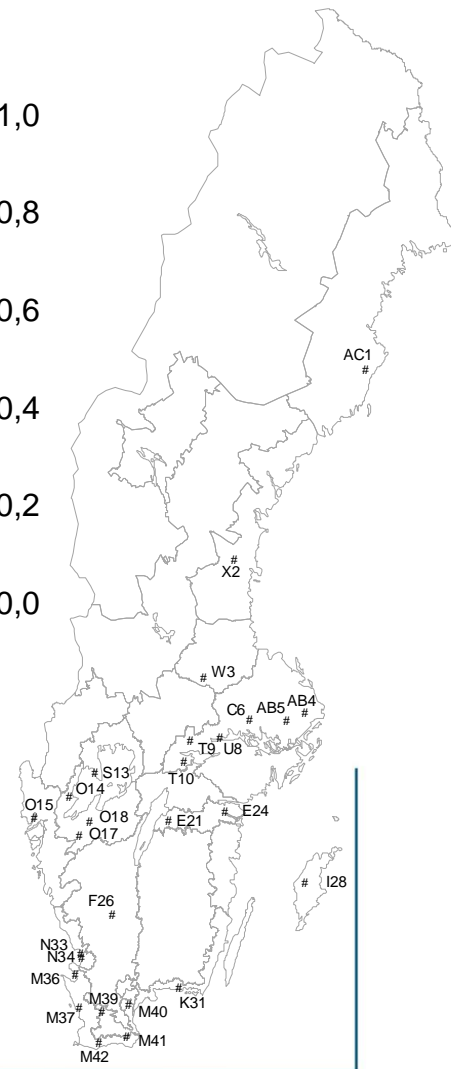 1,0
0,8
0,6
AC1
0,4
0,2
X2
0,0
W3
C6 AB5 AB4
T9 U8
T10
S13
O14
O15
O18
O17
E21
E24
I28
F26
N33
N34
M36
K31
M39
M40
M37
M41
M42